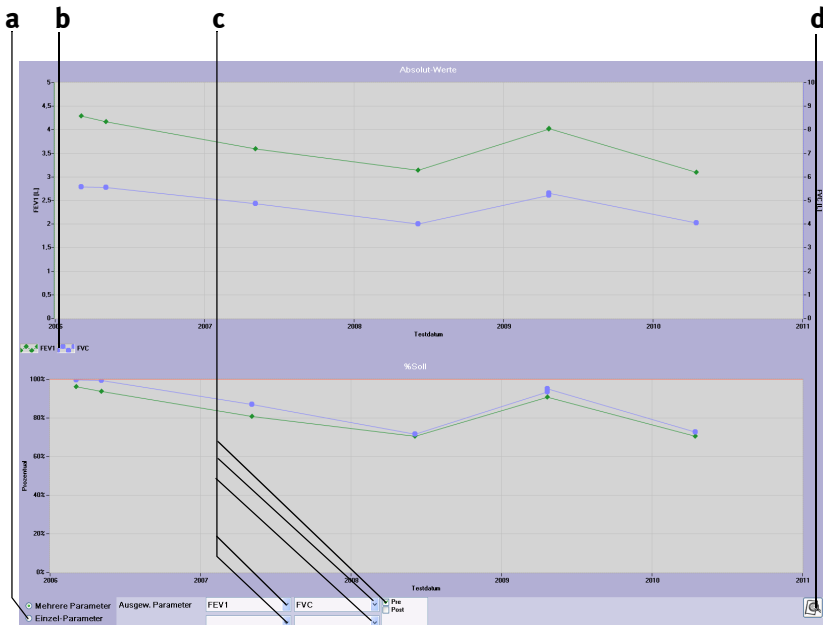 a b c d
Absolut-Werte
5 10
4,5 9
4 8
3,5 7
3 6
FEV1 [L] 2,5 5 FVC [L]
2 4
1,5 3
1 2
0,5 1
0 0
2006 2007 2008 2009 2010 2011
Testdatum
FEV1 FVC
%Soll
100%
80%
60%
Prozentual
40%
20%
0%
2006 2007 2008 2009 2010 2011
Testdatum
Mehrere Parameter Ausgew. Parameter FEV1 FVC Pre
Post
Einzel-Parameter